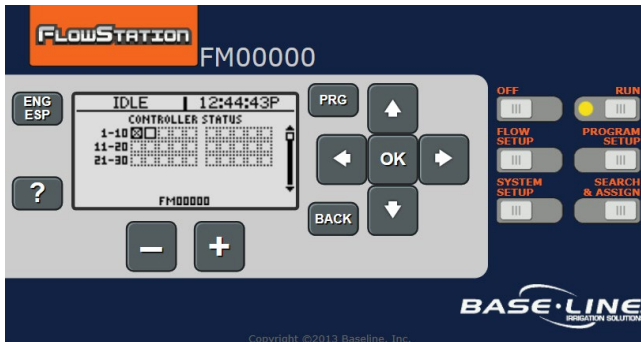 FLOWSTATION
FM00000
ENG
ESP
IDLE 12:44:43P
CONTROLLER STATUS
1-10
11-20
21-30
FM00000
?
PRG
OK
BACK
- +
OFF RUN
FLOW SETUP
PROGRAM SETUP
SYSTEM SETUP
SEARCH & ASSIGN
BASE·LINE
IRRIGATION SOLUTION
Copyright ©2013 Baseline, Inc.